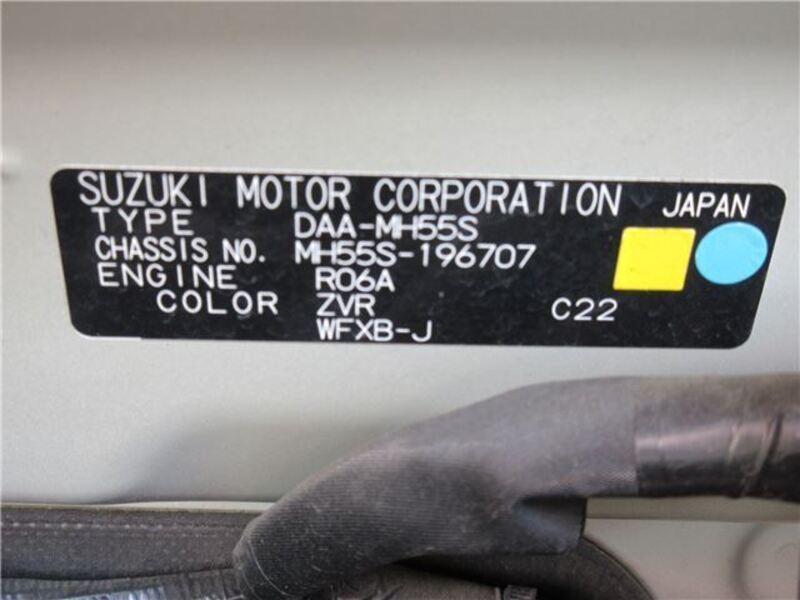 SUZUKI MOTOR CORPORATION JAPAN
TYPE DAA-MH55S
CHASSIS NO. MH55S-196707
ENGINE R06A
COLOR ZVR C22
WFXB-J